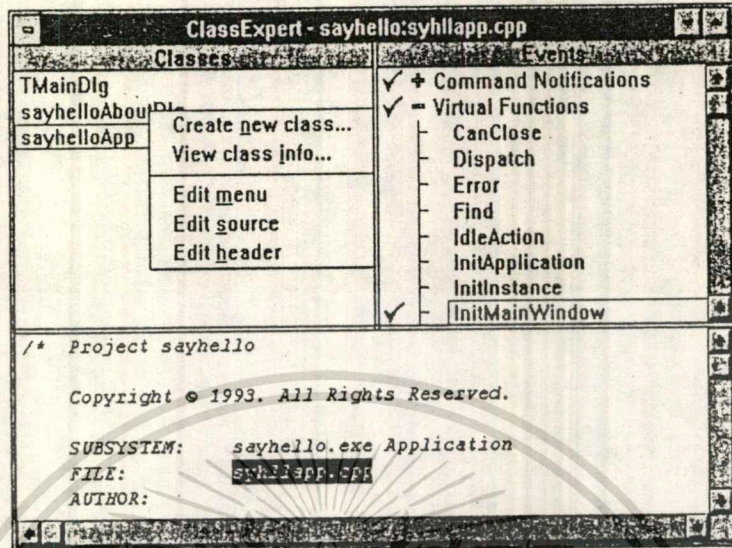 ClassExpert - sayhello:syhllapp.cpp
Classes
TMainDlg
sayhelloAboutDlg
sayhelloApp
Create new class...
View class info...
Edit menu
Edit source
Edit header
Events
Command Notifications
Virtual Functions
CanClose
Dispatch
Error
Find
IdleAction
InitApplication
InitInstance
InitMainWindow
/* Project sayhello
Copyright © 1993. All Rights Reserved.
SUBSYSTEM: sayhello.exe Application
FILE: syhllapp.cpp
AUTHOR: